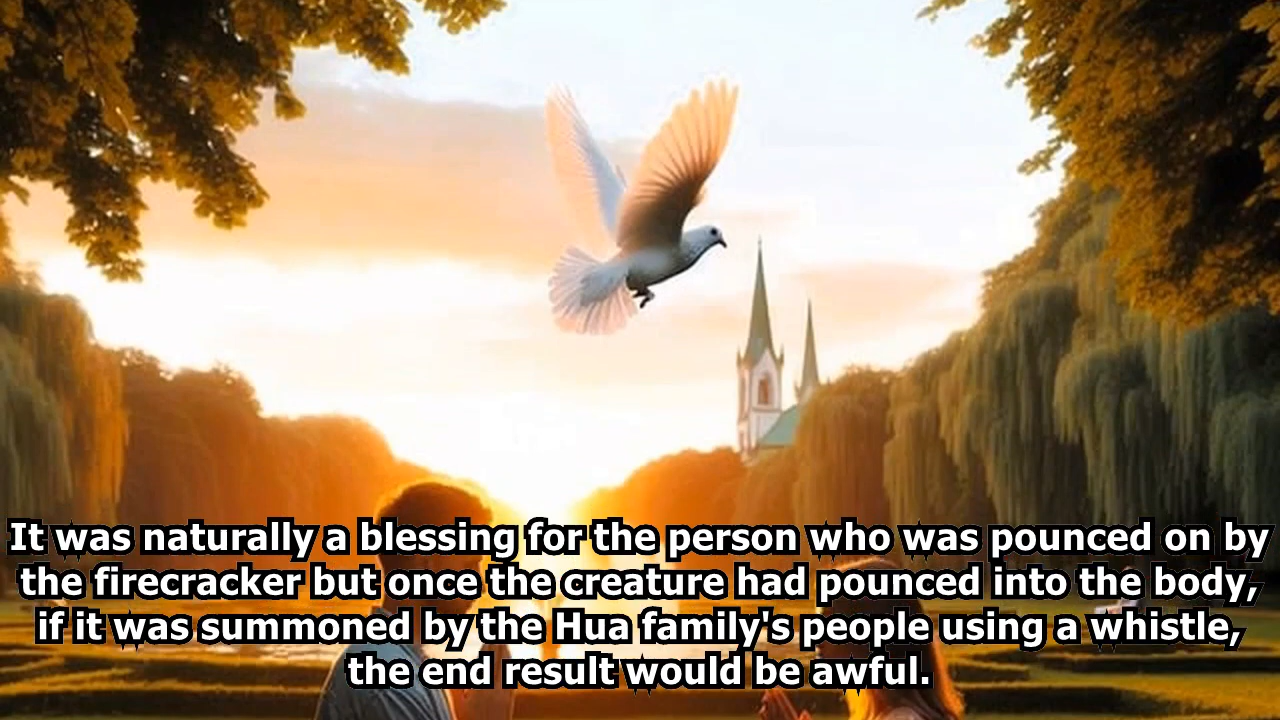 It was naturally a blessing for the person who was pounced on by
the firecracker but once the creature had pounced into the body,
if it was summoned by the Hua family's people using a whistle,
the end result would be awful.